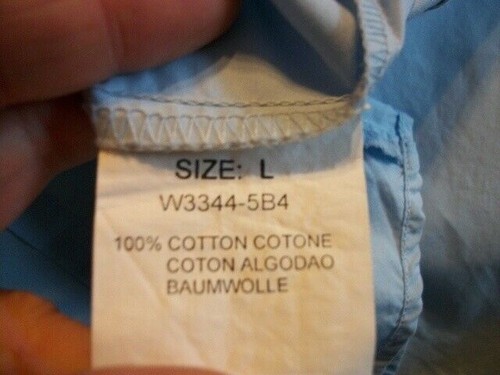 SIZE: L
W3344-5B4
100% COTTON COTONE
COTON ALGODAO
BAUMWOLLE